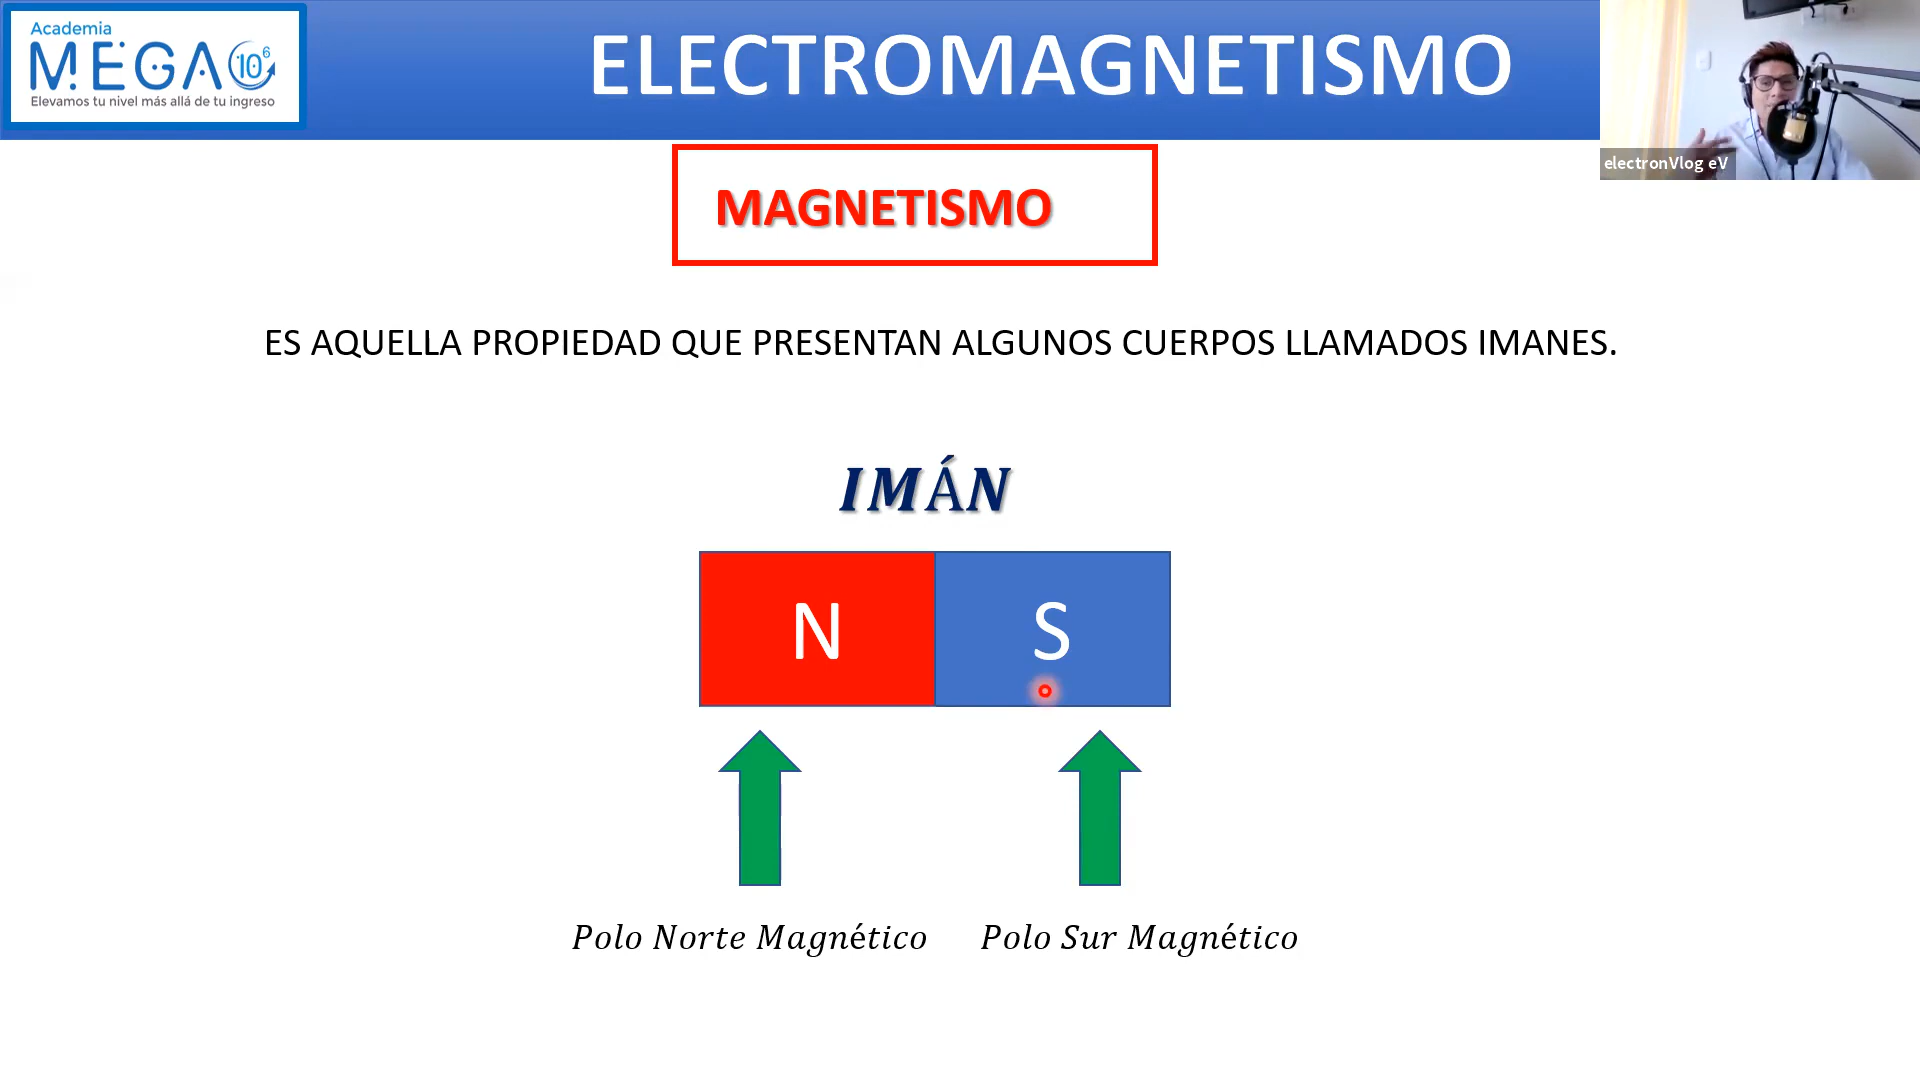 Academia
MEGA 10⁶
Elevamos tu nivel más allá de tu ingreso
ELECTROMAGNETISMO
electronVlog eV
MAGNETISMO
ES AQUELLA PROPIEDAD QUE PRESENTAN ALGUNOS CUERPOS LLAMADOS IMANES.
IMÁN
N S
Polo Norte Magnético Polo Sur Magnético